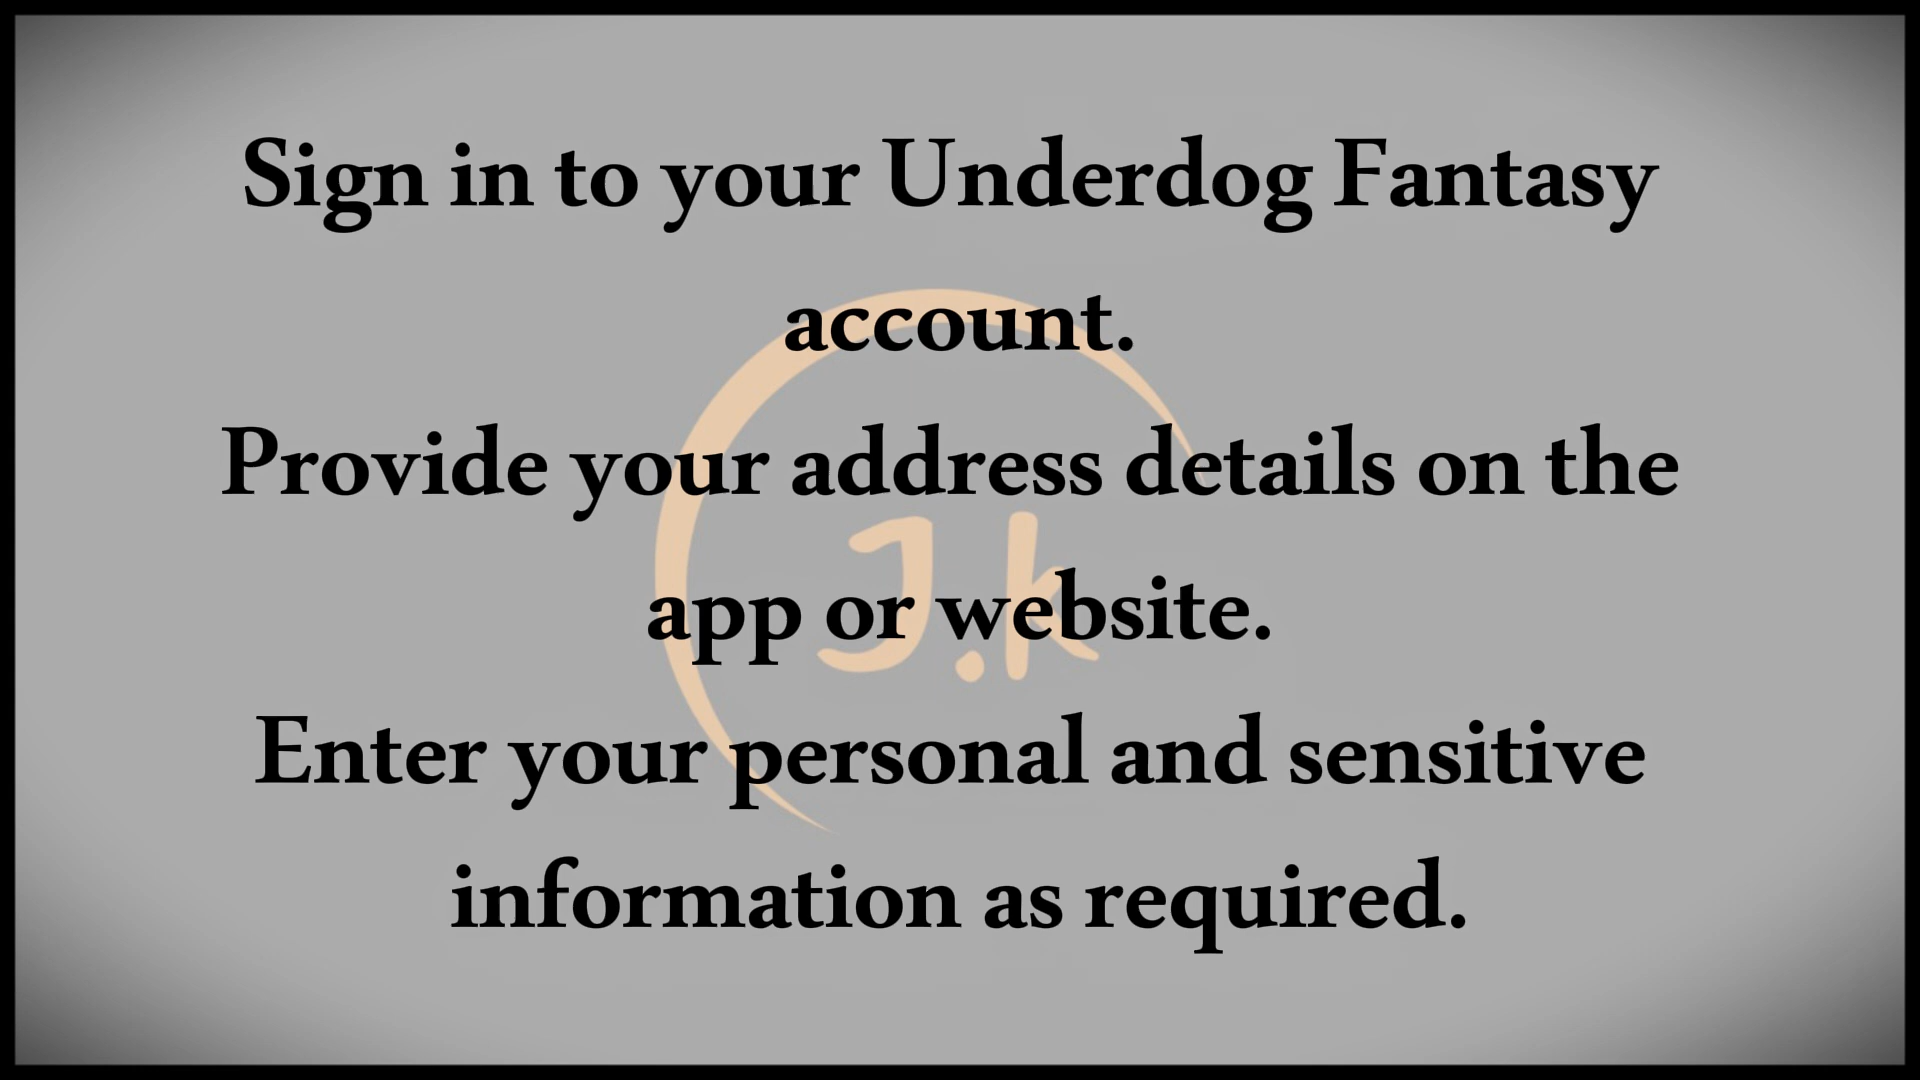 Sign in to your Underdog Fantasy
account.
Provide your address details on the
J.k
app or website.
Enter your personal and sensitive
information as required.